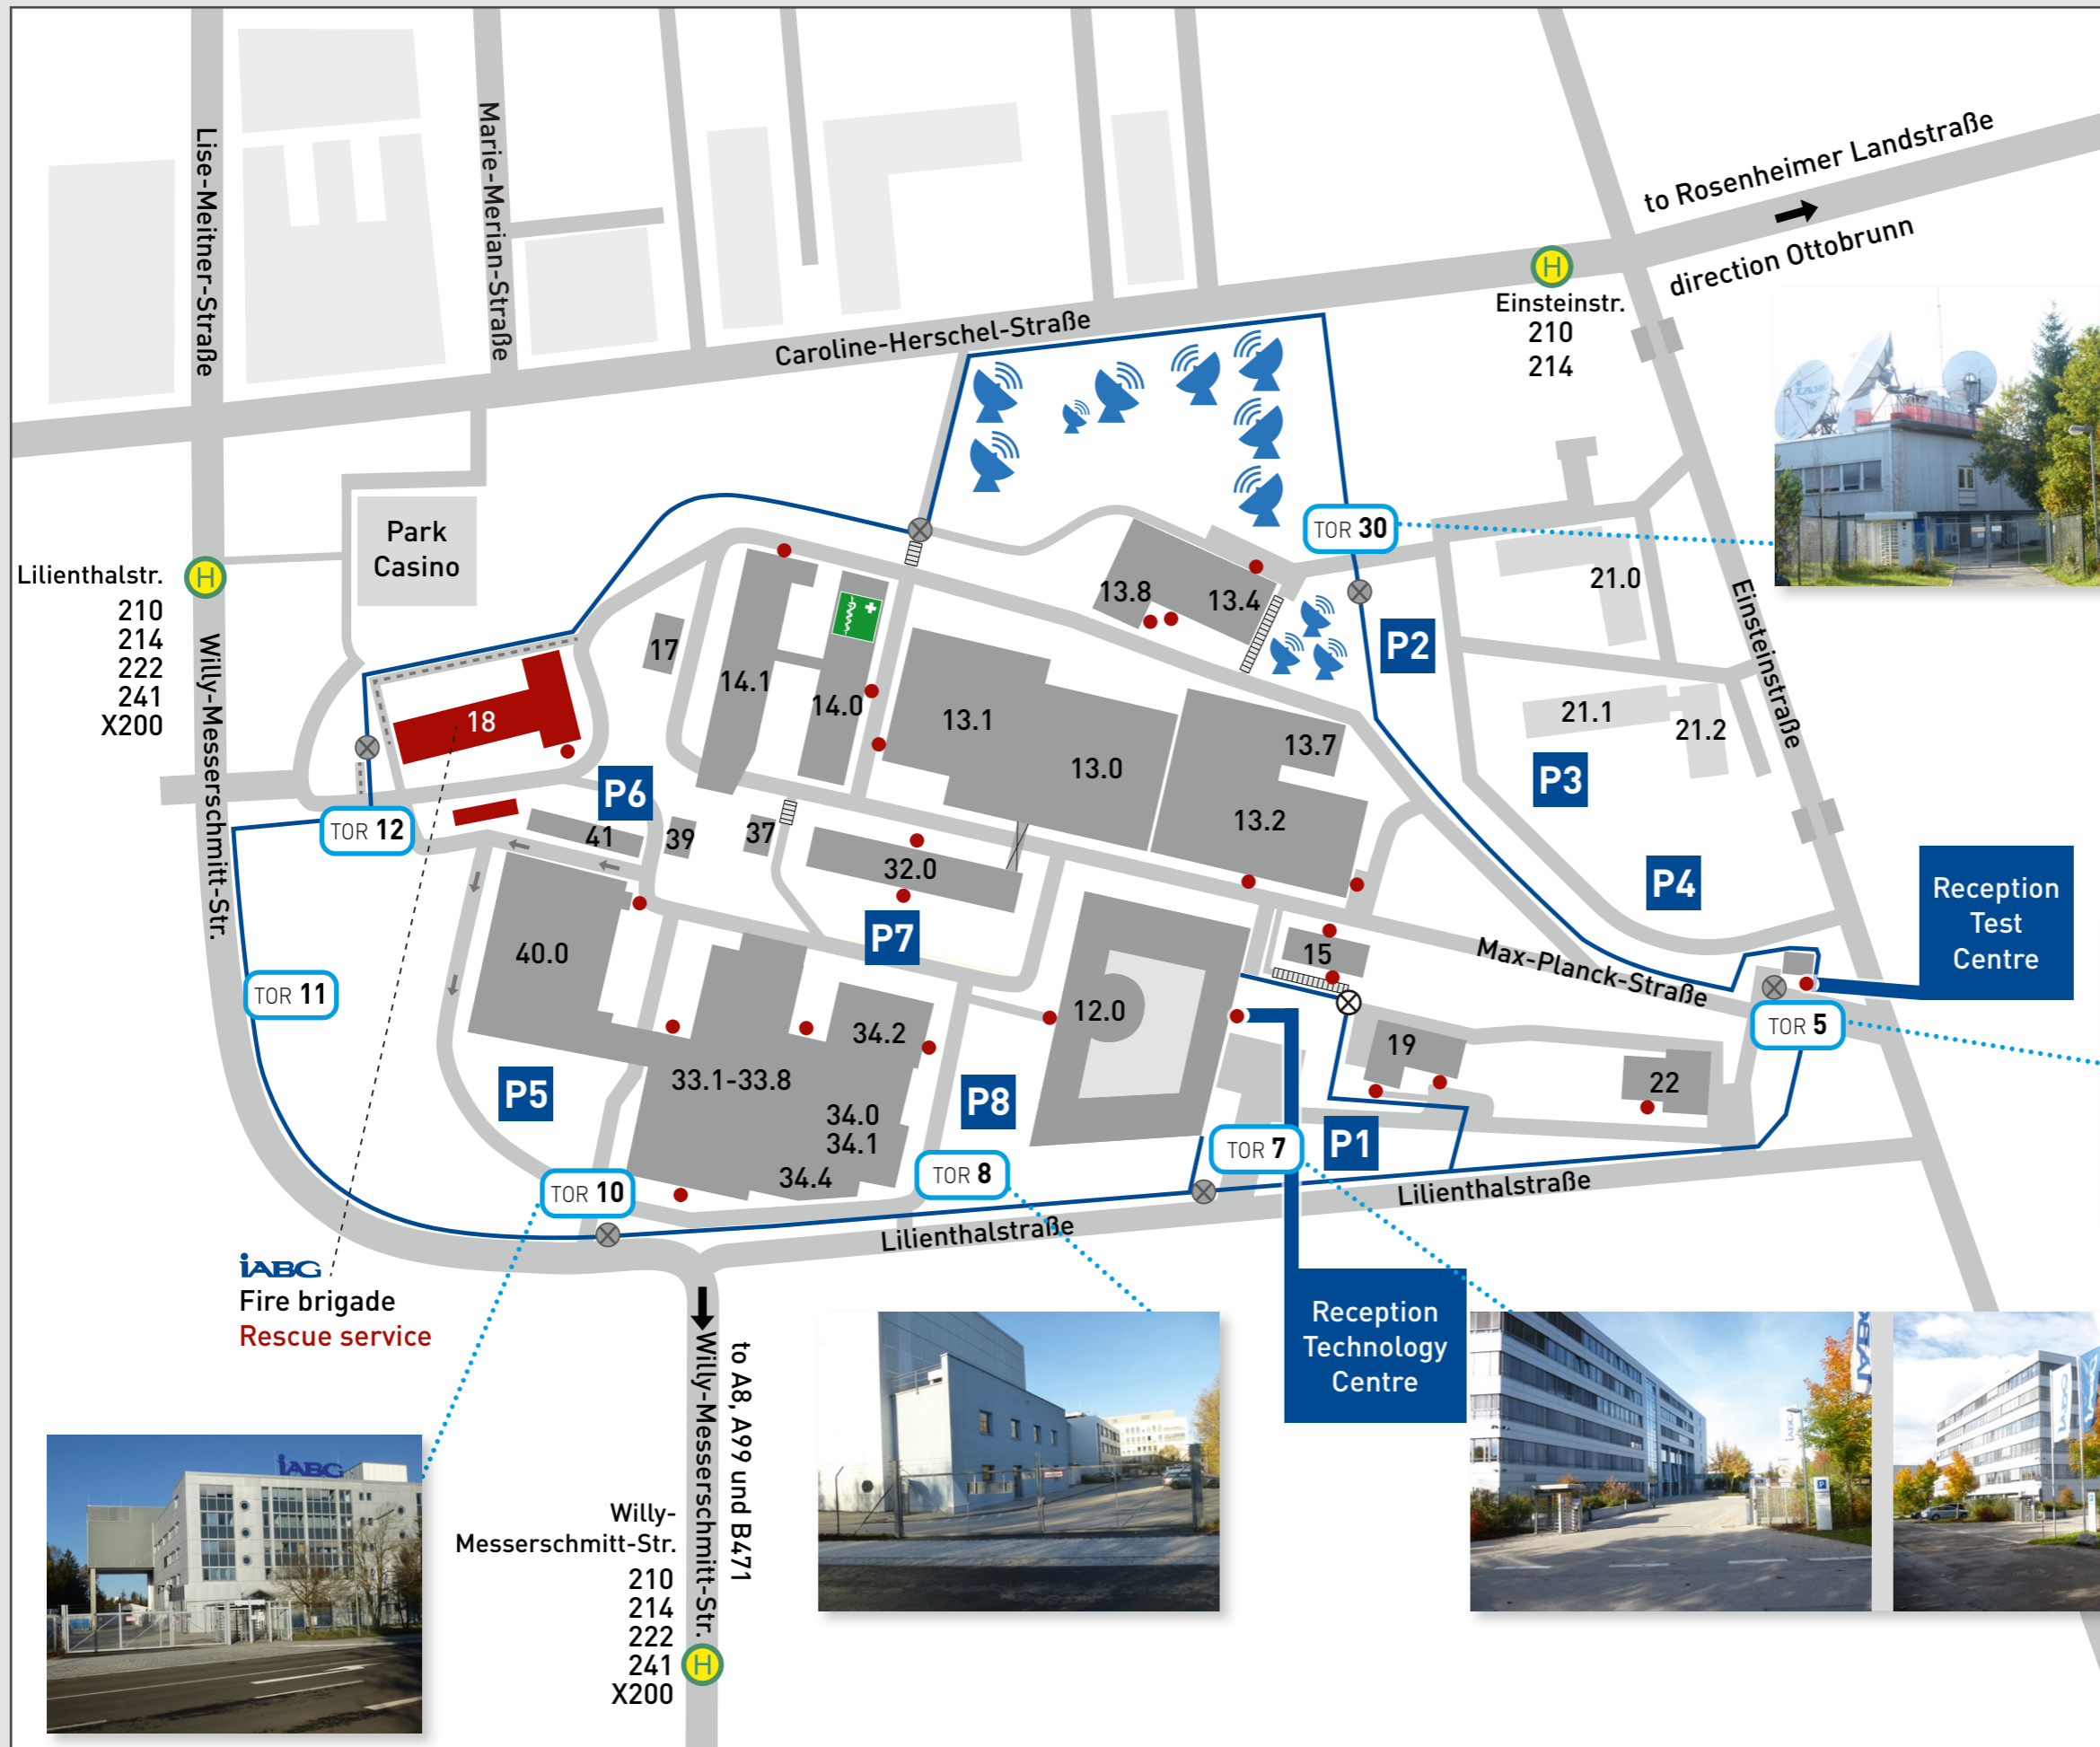 Lise-Meitner-Straße
Marie-Merian-Straße
Caroline-Herschel-Straße
to Rosenheimer Landstraße
direction Ottobrunn
H
Einsteinstr.
210
214
Park
Casino
Lilienthalstr.
H
210
214
222
241
X200
Willy-Messerschmitt-Str.
TOR 30
13.8
13.4
21.0
P2
Einsteinstraße
17
14.1
14.0
13.1
13.0
13.7
13.2
21.1
21.2
18
P3
P6
TOR 12
41
39
37
32.0
P4
Reception
Test
Centre
P7
40.0
15
Max-Planck-Straße
TOR 11
12.0
TOR 5
34.2
19
22
33.1-33.8
P5
P8
34.0
34.1
34.4
TOR 7
P1
TOR 8
TOR 10
Lilienthalstraße
Lilienthalstraße
iABG
Fire brigade
Rescue service
Reception
Technology
Centre
Willy-Messerschmitt-Str.
to A8, A99 und B471
Willy-
Messerschmitt-Str.
210
214
222
241
X200
H
iABG
iABG
iABG
iABG
P